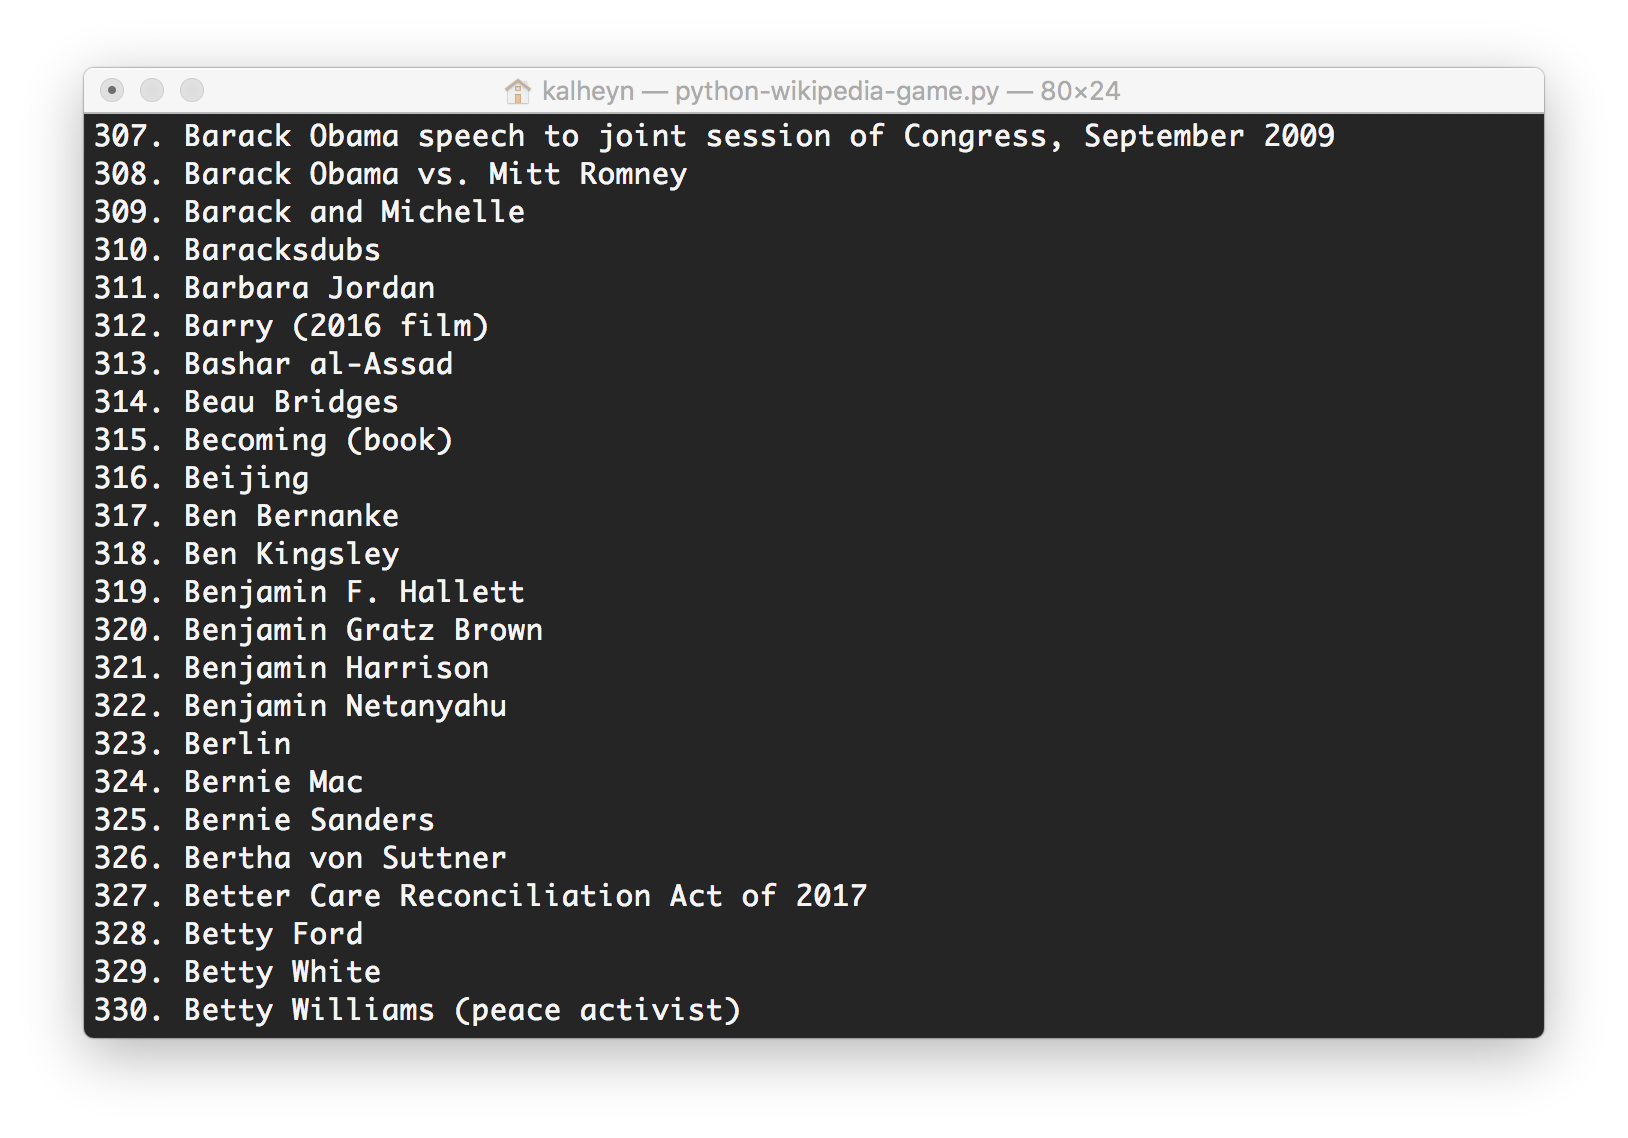 kalheyn — python-wikipedia-game.py — 80×24
307. Barack Obama speech to joint session of Congress, September 2009
308. Barack Obama vs. Mitt Romney
309. Barack and Michelle
310. Baracksdubs
311. Barbara Jordan
312. Barry (2016 film)
313. Bashar al-Assad
314. Beau Bridges
315. Becoming (book)
316. Beijing
317. Ben Bernanke
318. Ben Kingsley
319. Benjamin F. Hallett
320. Benjamin Gratz Brown
321. Benjamin Harrison
322. Benjamin Netanyahu
323. Berlin
324. Bernie Mac
325. Bernie Sanders
326. Bertha von Suttner
327. Better Care Reconciliation Act of 2017
328. Betty Ford
329. Betty White
330. Betty Williams (peace activist)